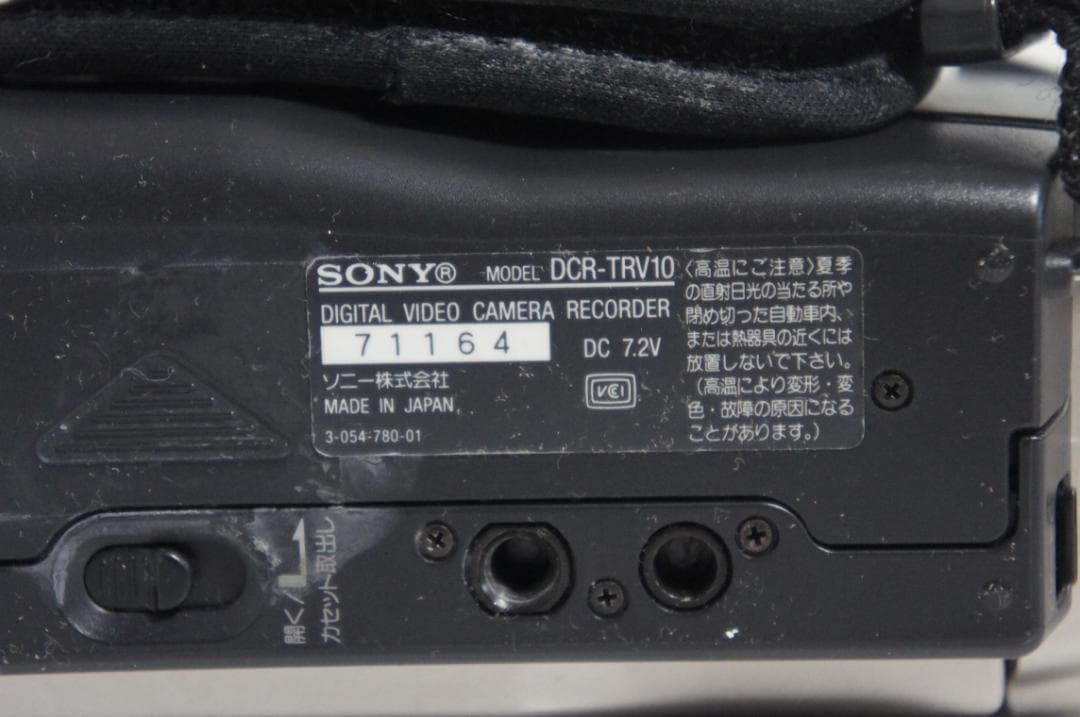 SONY® MODEL DCR-TRV10
DIGITAL VIDEO CAMERA RECORDER
71164
DC 7.2V
ソニー株式会社
MADE IN JAPAN
VCI
3-054-780-01
〈高温にご注意〉夏季
の直射日光の当たる所や
閉め切った自動車内、
または熱器具の近くには
放置しないで下さい。
(高温により変形・変
色・故障の原因になる
ことがあります。)
開く/
カセット取出し